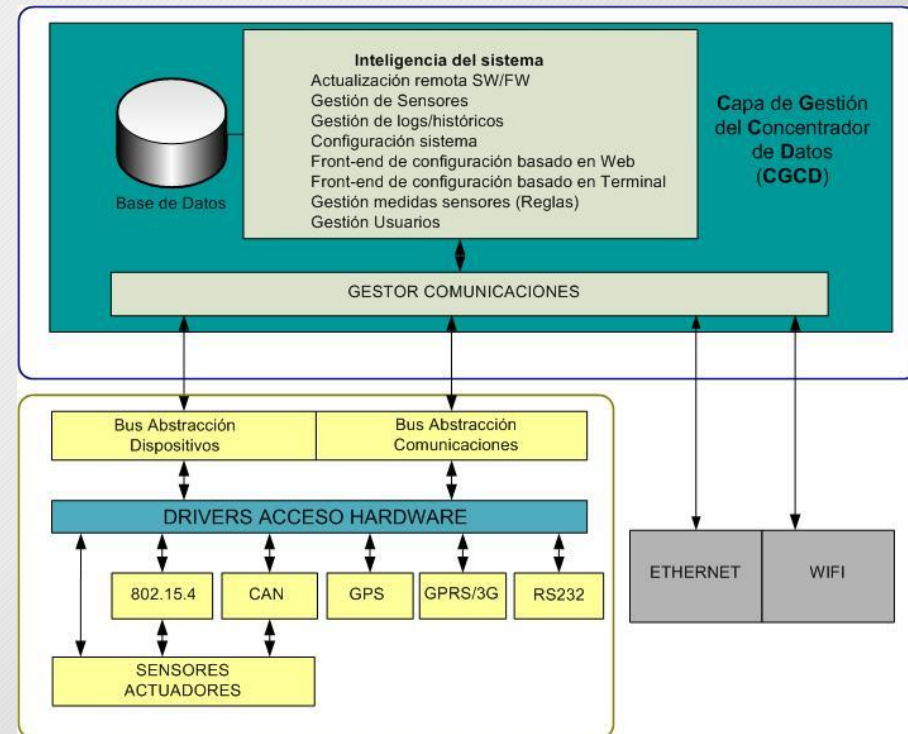 Inteligencia del sistema
Actualización remota SW/FW
Gestión de Sensores
Gestión de logs/históricos
Configuración sistema
Front-end de configuración basado en Web
Front-end de configuración basado en Terminal
Gestión medidas sensores (Reglas)
Gestión Usuarios
Base de Datos
Capa de Gestión
del Concentrador
de Datos
(CGCD)
GESTOR COMUNICACIONES
Bus Abstracción
Dispositivos
Bus Abstracción
Comunicaciones
DRIVERS ACCESO HARDWARE
802.15.4
CAN
GPS
GPRS/3G
RS232
ETHERNET
WIFI
SENSORES
ACTUADORES